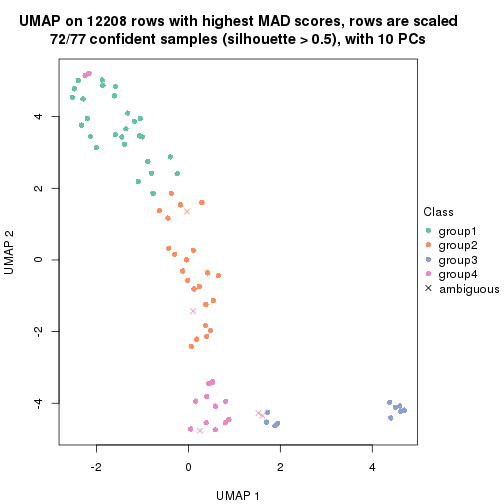 UMAP on 12208 rows with highest MAD scores, rows are scaled
72/77 confident samples (silhouette > 0.5), with 10 PCs
4
2
0
-2
-4
UMAP 2
-2
0
2
4
UMAP 1
Class
group1
group2
group3
group4
ambiguous